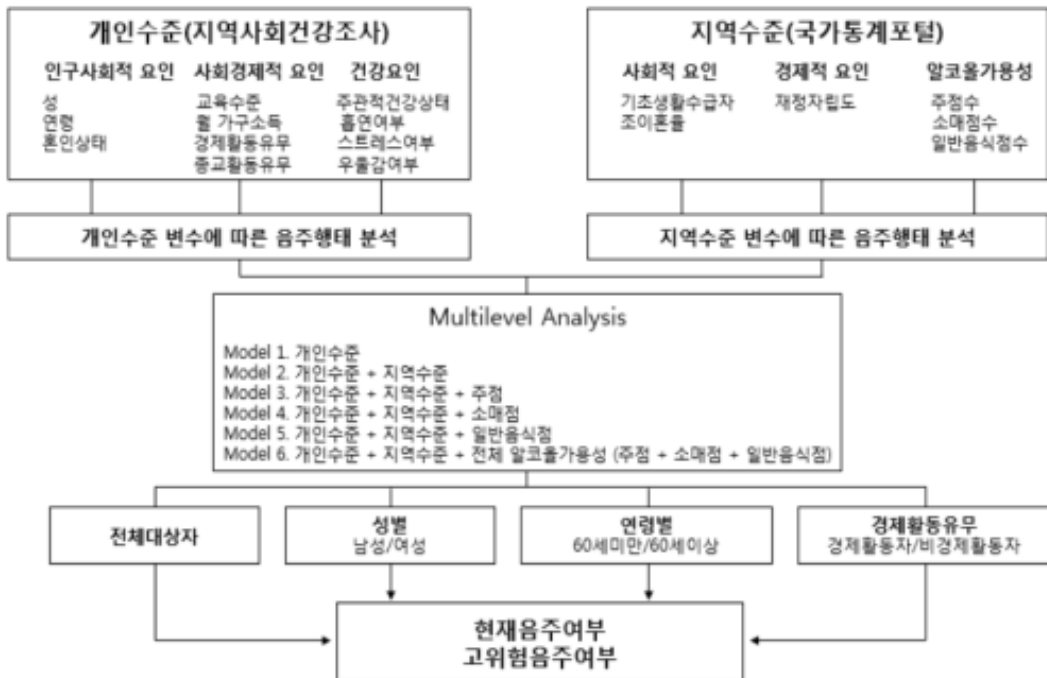 개인수준(지역사회건강조사)
인구사회적 요인
성
연령
혼인상태
사회경제적 요인
교육수준
월 가구소득
경제활동유무
종교활동유무
건강요인
주관적건강상태
흡연여부
스트레스여부
우울감여부
지역수준(국가통계포털)
사회적 요인
기초생활수급자
조이혼율
경제적 요인
재정자립도
알코올가용성
주점수
소매점수
일반음식점수
개인수준 변수에 따른 음주행태 분석
지역수준 변수에 따른 음주행태 분석
Multilevel Analysis
Model 1. 개인수준
Model 2. 개인수준 + 지역수준
Model 3. 개인수준 + 지역수준 + 주점
Model 4. 개인수준 + 지역수준 + 소매점
Model 5. 개인수준 + 지역수준 + 일반음식점
Model 6. 개인수준 + 지역수준 + 전체 알코올가용성 (주점 + 소매점 + 일반음식점)
전체대상자
성별
남성/여성
연령별
60세미만/60세이상
경제활동유무
경제활동자/비경제활동자
현재음주여부
고위험음주여부